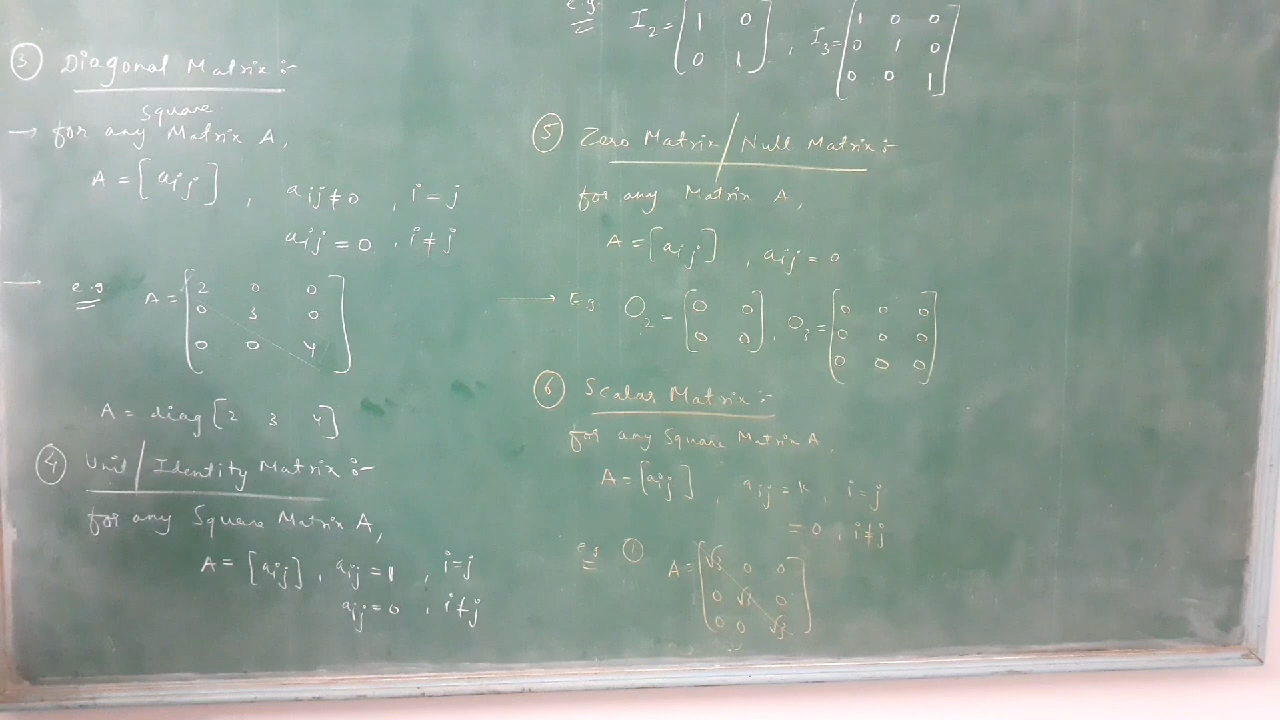 ③ Diagonal Matrix :-
square
→ for any Matrix A,
A = [aij] , aij ≠ 0 , i = j
aij = 0 , i ≠ j
→ e.g A = [2 0 0
0 3 0
0 0 4]
A = diag [2 3 4]
④ Unit / Identity Matrix :-
for any Square Matrix A,
A = [aij] , aij = 1 , i = j
aij = 0 , i ≠ j
e.g. I2 = [1 0
0 1] , I3 = [1 0 0
0 1 0
0 0 1]
⑤ Zero Matrix / Null Matrix :-
for any Matrix A,
A = [aij] , aij = 0
→ E.g O2 = [0 0
0 0] , O3 = [0 0 0
0 0 0
0 0 0]
⑥ Scalar Matrix :-
for any Square Matrix A,
A = [aij] , aij = k , i = j
= 0 , i ≠ j
e.g ① A = [√3 0 0
0 √3 0
0 0 √3]